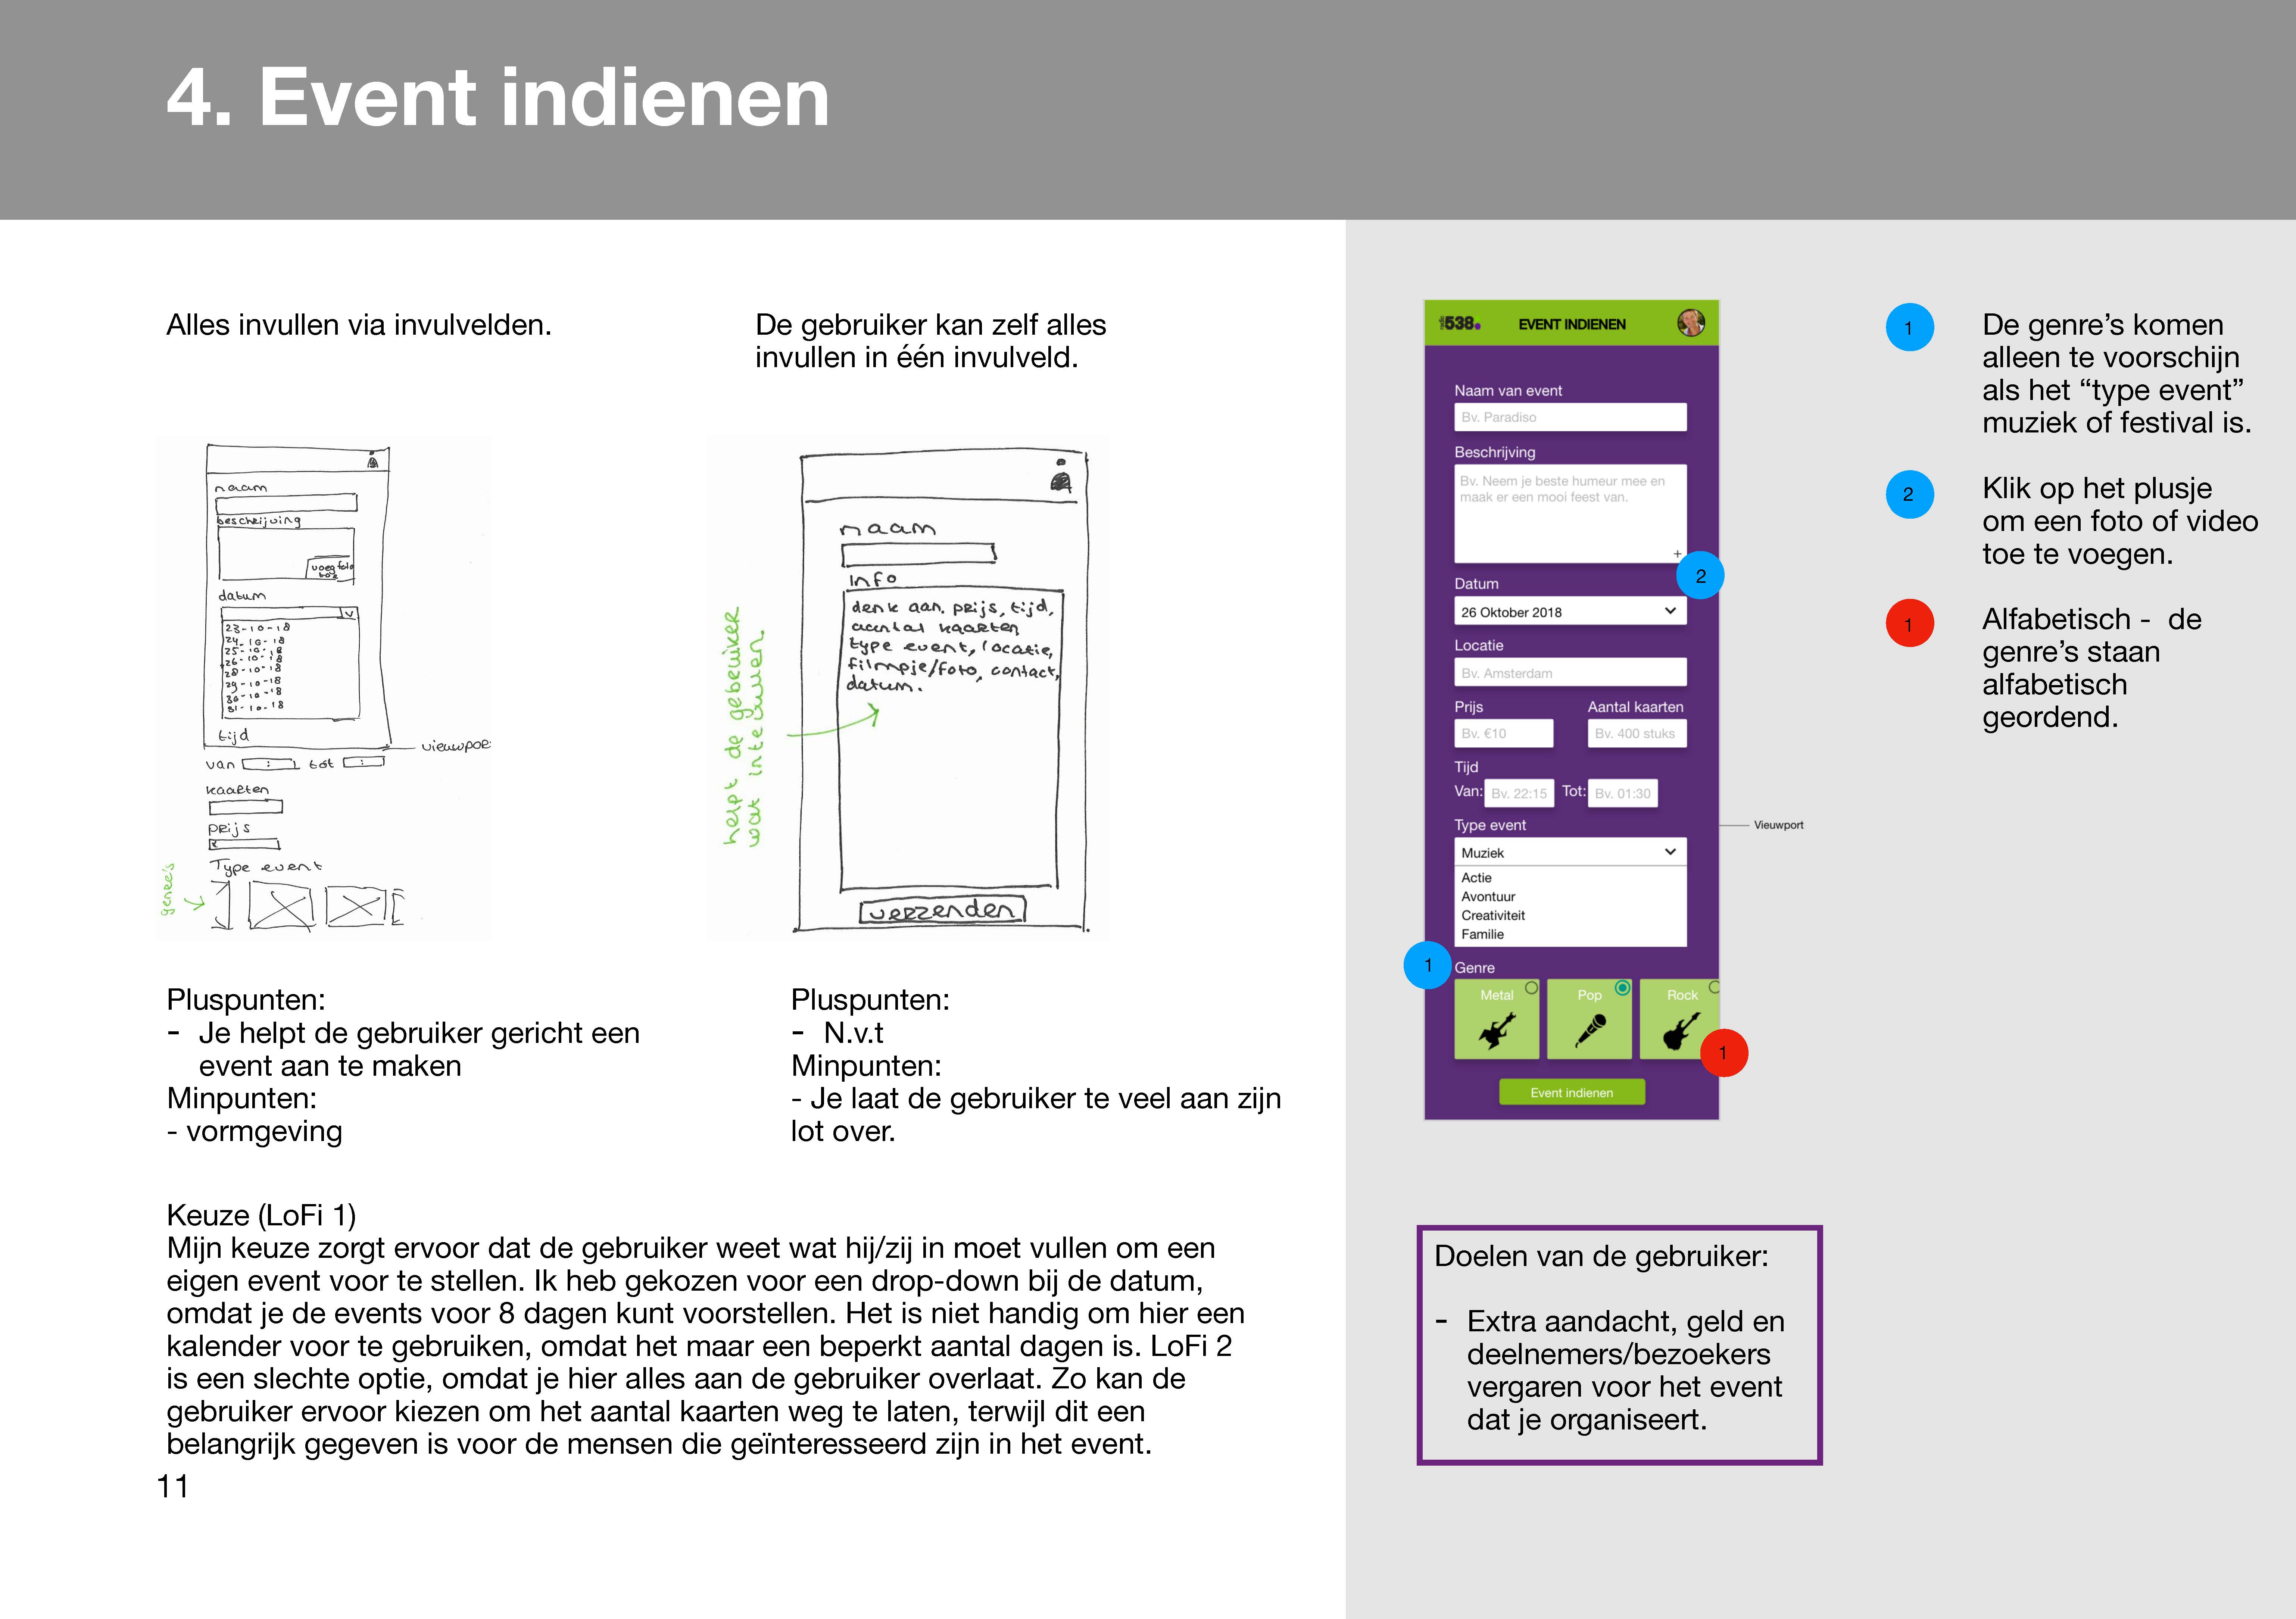 4. Event indienen
Alles invullen via invulvelden.
naam
beschrijving
voeg foto
toe
datum
v
23-10-18
24-10-18
25-10-18
26-10-18
28-10-18
29-10-18
30-10-18
31-10-18
tijd
vieuwpor
van : tot :
kaarten
prijs
€
Type event
genre's
Pluspunten:
- Je helpt de gebruiker gericht een
event aan te maken
Minpunten:
- vormgeving
De gebruiker kan zelf alles
invullen in één invulveld.
naam
info
denk aan, prijs, tijd,
aantal kaarten
type event, locatie,
filmpje/foto, contact,
datum.
helpt de gebruiker
wat in te vullen.
verzenden
Pluspunten:
- N.v.t
Minpunten:
- Je laat de gebruiker te veel aan zijn
lot over.
Keuze (LoFi 1)
Mijn keuze zorgt ervoor dat de gebruiker weet wat hij/zij in moet vullen om een
eigen event voor te stellen. Ik heb gekozen voor een drop-down bij de datum,
omdat je de events voor 8 dagen kunt voorstellen. Het is niet handig om hier een
kalender voor te gebruiken, omdat het maar een beperkt aantal dagen is. LoFi 2
is een slechte optie, omdat je hier alles aan de gebruiker overlaat. Zo kan de
gebruiker ervoor kiezen om het aantal kaarten weg te laten, terwijl dit een
belangrijk gegeven is voor de mensen die geïnteresseerd zijn in het event.
11
538. EVENT INDIENEN
Naam van event
Bv. Paradiso
Beschrijving
Bv. Neem je beste humeur mee en
maak er een mooi feest van.
+
2
Datum
26 Oktober 2018
Locatie
Bv. Amsterdam
Prijs Aantal kaarten
Bv. €10 Bv. 400 stuks
Tijd
Van: Bv. 22:15 Tot: Bv. 01:30
Type event
Vieuwport
Muziek
Actie
Avontuur
Creativiteit
Familie
1 Genre
Metal Pop Rock
1
Event indienen
1 De genre’s komen
alleen te voorschijn
als het “type event”
muziek of festival is.
2 Klik op het plusje
om een foto of video
toe te voegen.
1 Alfabetisch - de
genre’s staan
alfabetisch
geordend.
Doelen van de gebruiker:
- Extra aandacht, geld en
deelnemers/bezoekers
vergaren voor het event
dat je organiseert.